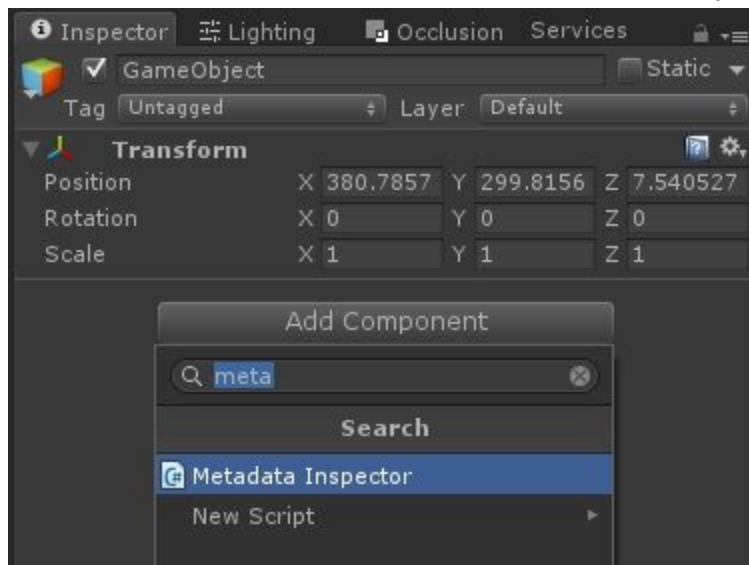 Inspector Lighting Occlusion Services
GameObject Static
Tag Untagged Layer Default
Transform
Position X 380.7857 Y 299.8156 Z 7.540527
Rotation X 0 Y 0 Z 0
Scale X 1 Y 1 Z 1
Add Component
meta
Search
Metadata Inspector
New Script